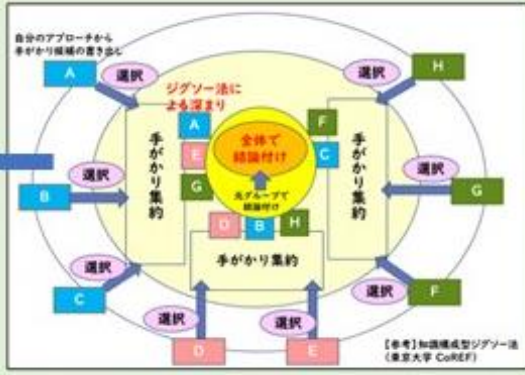 自分のアプローチから
手がかり候補の書き出し
A
選択
選択
H
ジグソー法に
よる深まり
A
F
E
C
G
全体で
結論付け
元グループで
結論付け
手がかり集約
手がかり集約
B
選択
選択
G
D
B
H
手がかり集約
C
選択
選択
F
選択
選択
D
E
【参考】知識構成型ジグソー法
（東京大学 CoREF）